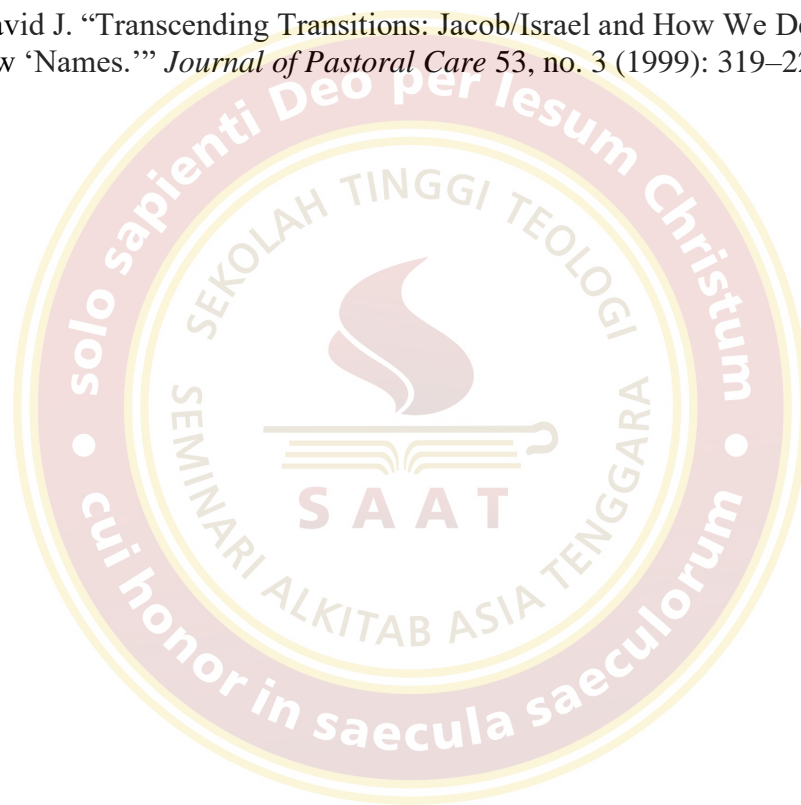 avid J. “Transcending Transitions: Jacob/Israel and How We De
w ‘Names.’” Journal of Pastoral Care 53, no. 3 (1999): 319–22
solo sapienti Deo per Iesum Christum
SEKOLAH TINGGI TEOLOGI
SAAT
SEMINARI ALKITAB ASIA TENGGARA
cui honor in saecula saeculorum